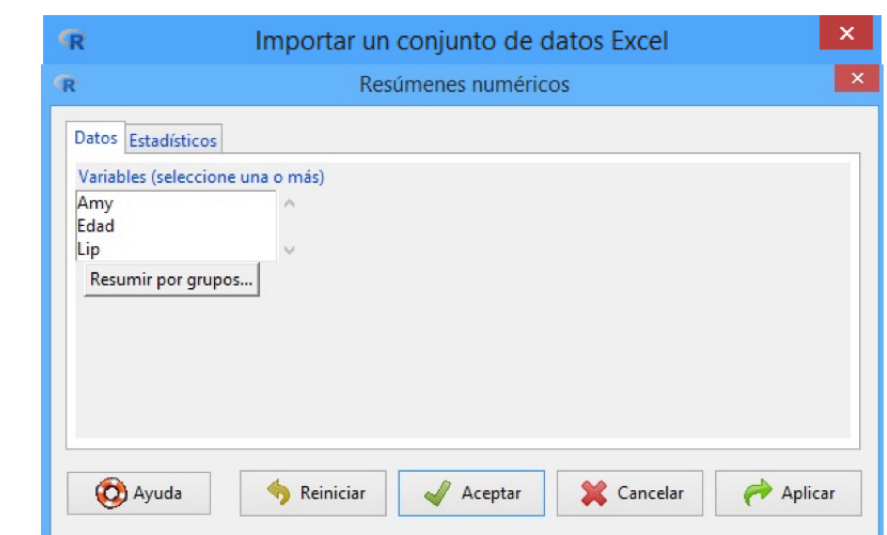 Importar un conjunto de datos Excel
Resúmenes numéricos
Datos Estadísticos
Variables (seleccione una o más)
Amy
Edad
Lip
Resumir por grupos...
Ayuda Reiniciar Aceptar Cancelar Aplicar